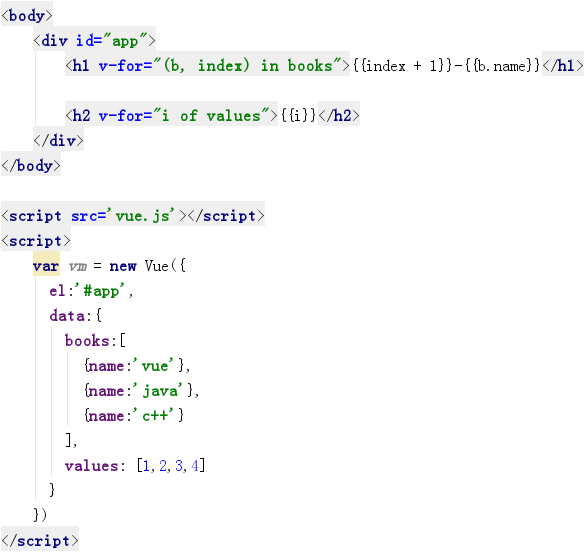 <body>
    <div id="app">
        <h1 v-for="(b, index) in books">{{index + 1}}-{{b.name}}</h1>

        <h2 v-for="i of values">{{i}}</h2>
    </div>
</body>

<script src='vue.js'></script>
<script>
    var vm = new Vue({
      el:'#app',
      data:{
        books:[
          {name:'vue'},
          {name:'java'},
          {name:'c++'}
        ],
        values: [1,2,3,4]
      }
    })
</script>